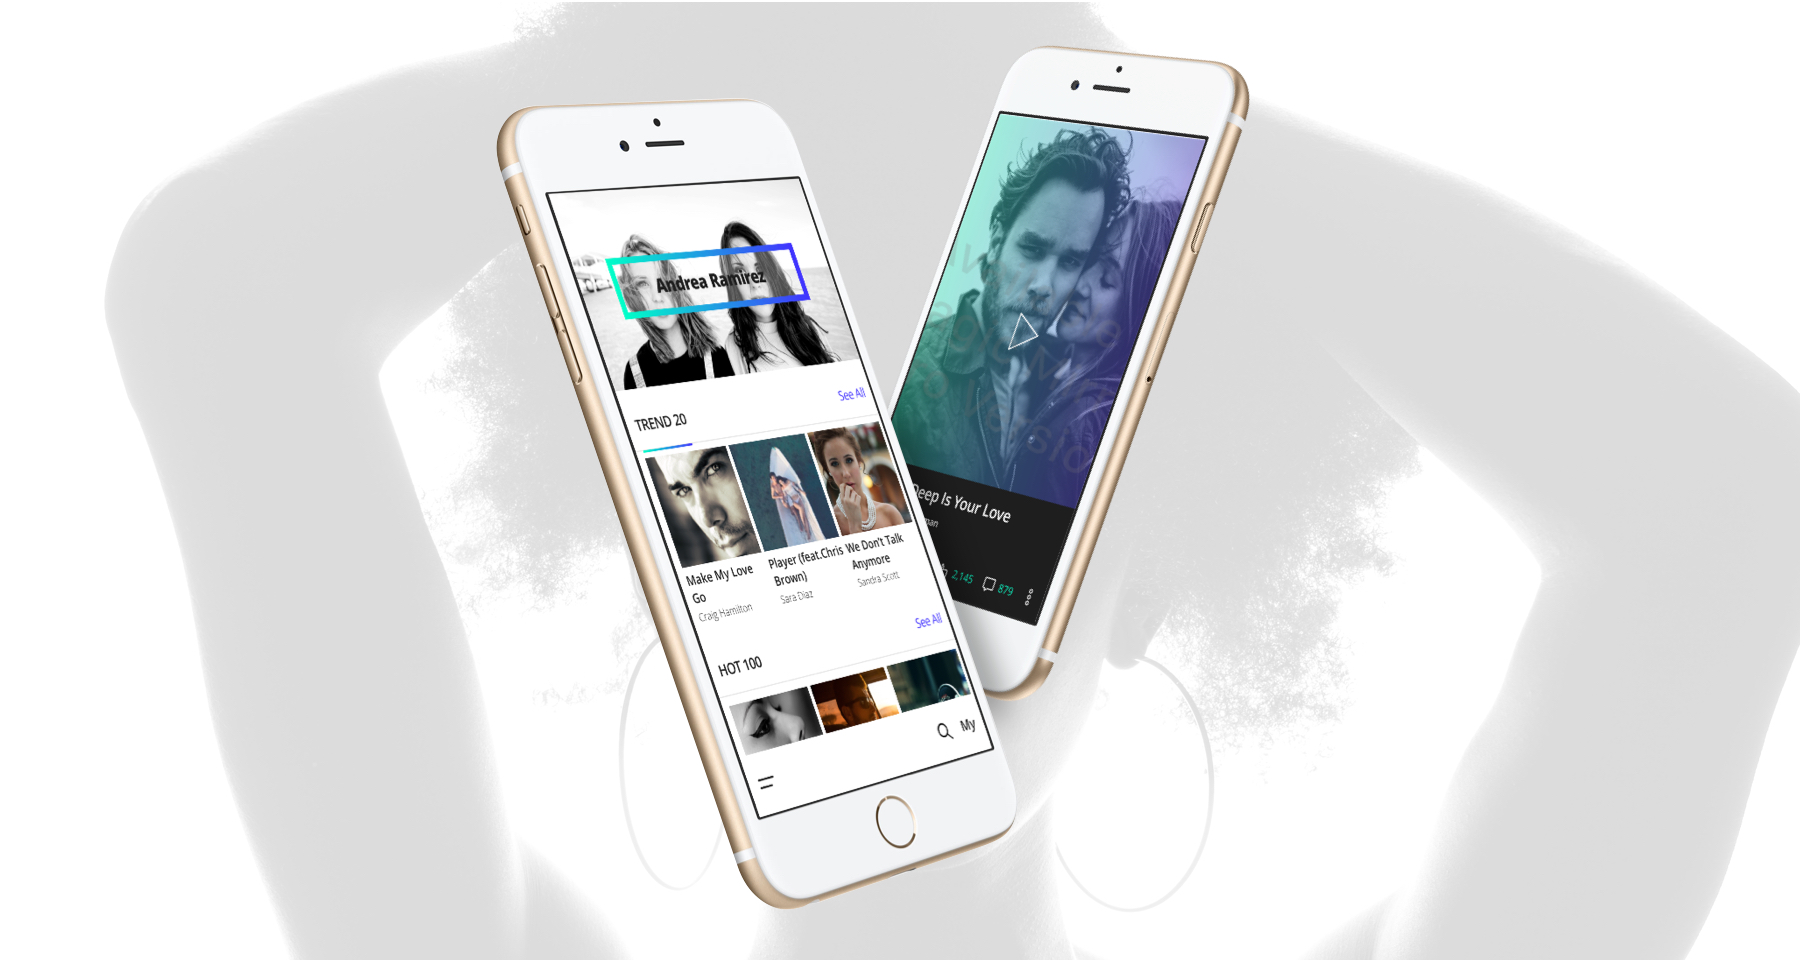 Andrea Ramirez
TREND 20
See All
Make My Love
Go
Craig Hamilton
Player (feat.Chris
Brown)
Sara Diaz
We Don't Talk
Anymore
Sandra Scott
HOT 100
See All
My
Deep Is Your Love
2,145
879